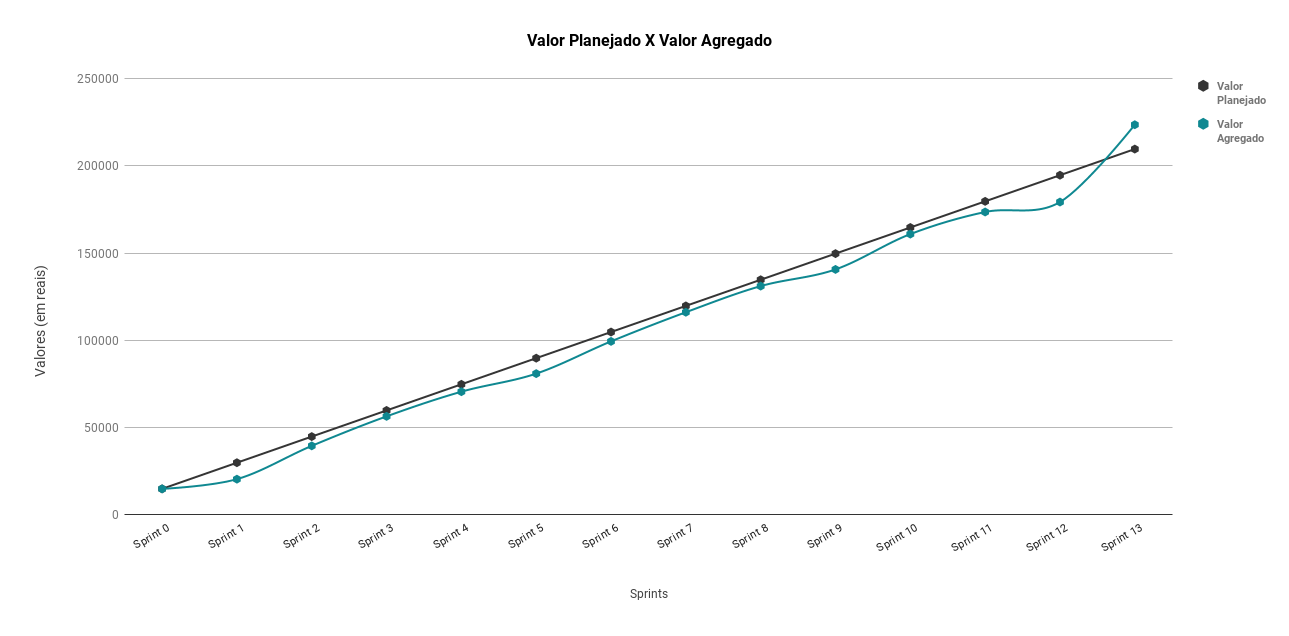 Valor Planejado X Valor Agregado
250000
200000
150000
100000
50000
0
Valores (em reais)
Sprint 0
Sprint 1
Sprint 2
Sprint 3
Sprint 4
Sprint 5
Sprint 6
Sprint 7
Sprint 8
Sprint 9
Sprint 10
Sprint 11
Sprint 12
Sprint 13
Sprints
Valor
Planejado
Valor
Agregado